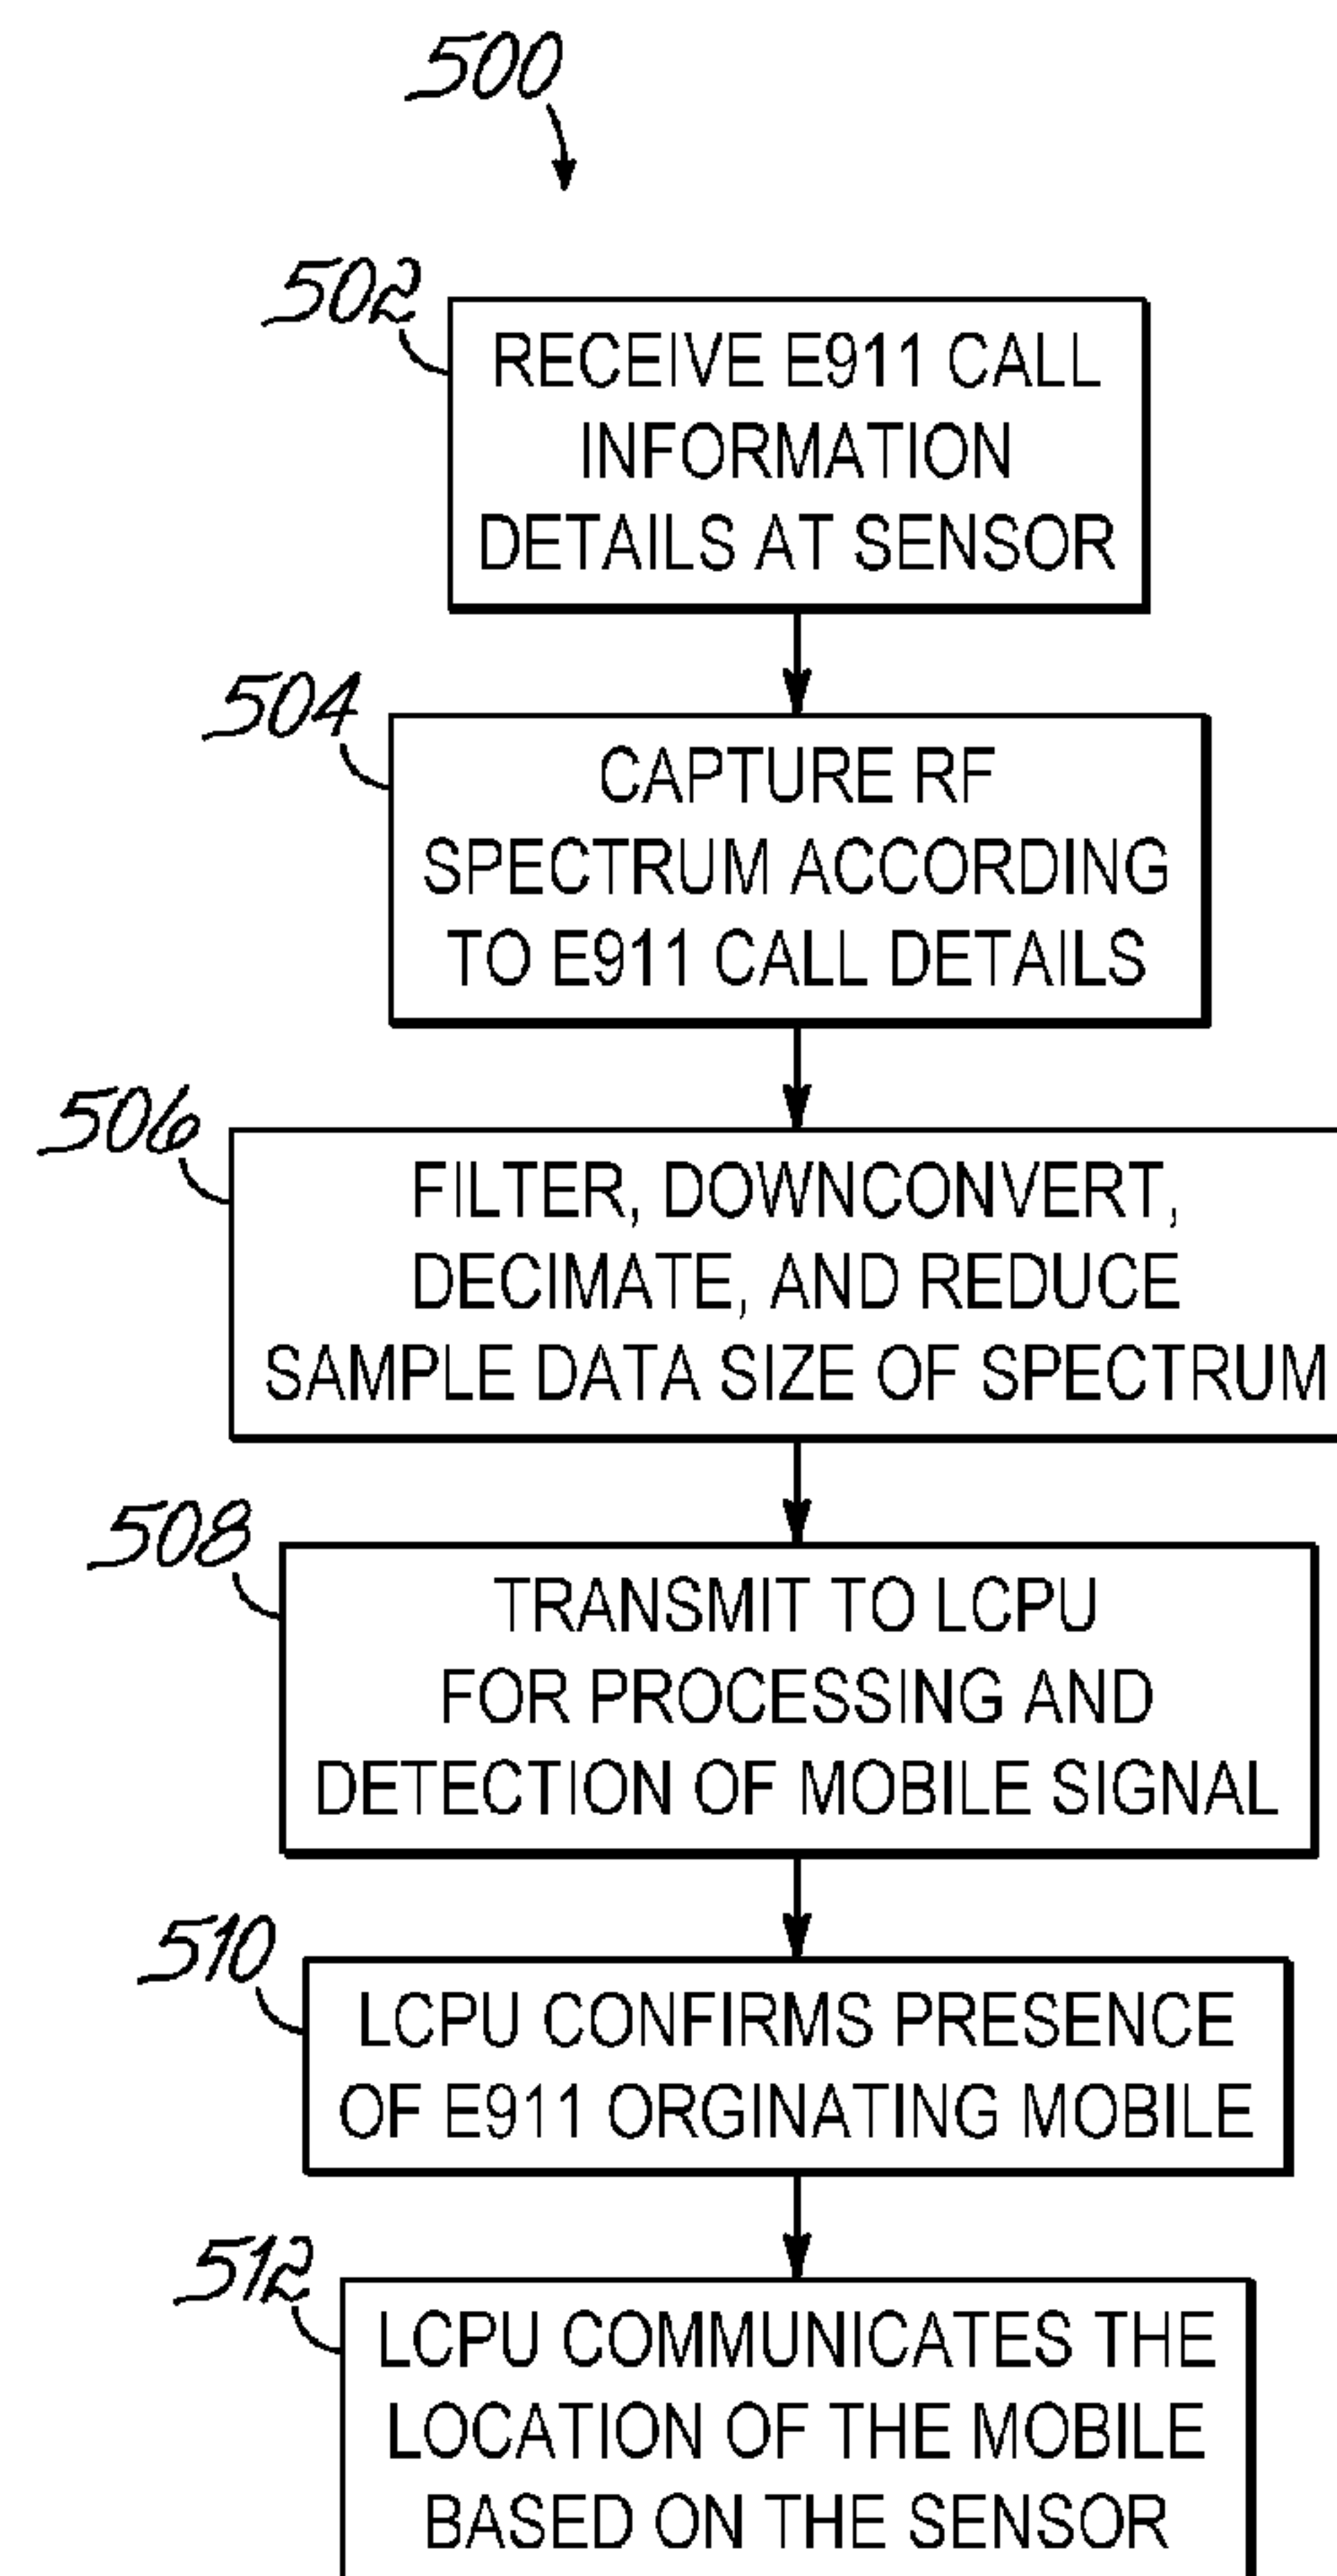 500
502
RECEIVE E911 CALL
INFORMATION
DETAILS AT SENSOR
504
CAPTURE RF
SPECTRUM ACCORDING
TO E911 CALL DETAILS
506
FILTER, DOWNCONVERT,
DECIMATE, AND REDUCE
SAMPLE DATA SIZE OF SPECTRUM
508
TRANSMIT TO LCPU
FOR PROCESSING AND
DETECTION OF MOBILE SIGNAL
510
LCPU CONFIRMS PRESENCE
OF E911 ORGINATING MOBILE
512
LCPU COMMUNICATES THE
LOCATION OF THE MOBILE
BASED ON THE SENSOR